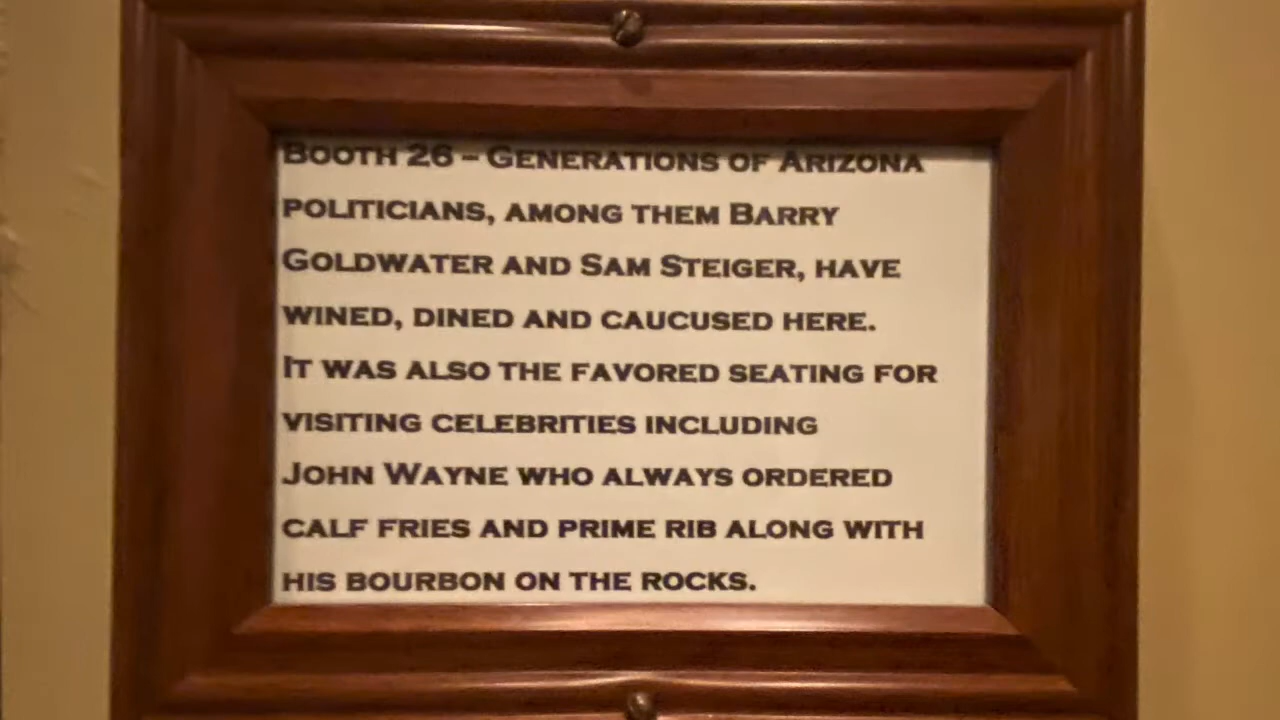 Booth 26 – Generations of Arizona
politicians, among them Barry
Goldwater and Sam Steiger, have
wined, dined and caucused here.
It was also the favored seating for
visiting celebrities including
John Wayne who always ordered
calf fries and prime rib along with
his bourbon on the rocks.